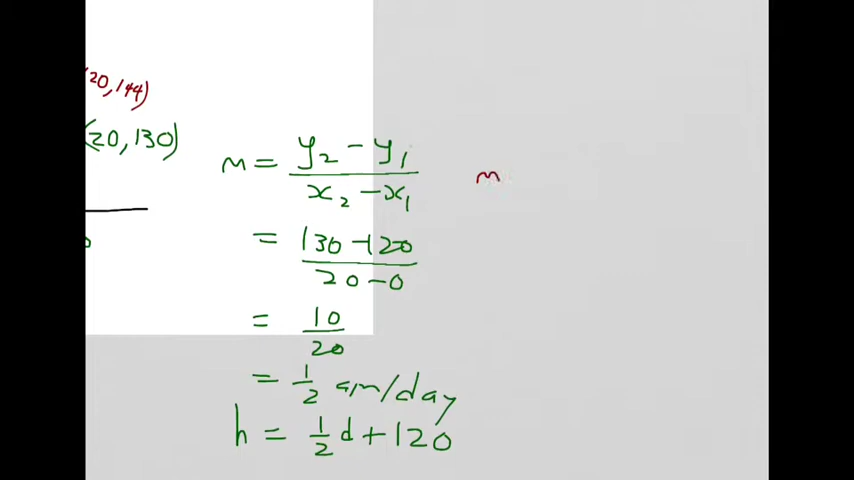 (20,144)
(20,130)
m = y₂ - y₁ / x₂ - x₁
m
= 130 - 120 / 20 - 0
= 10 / 20
= 1/2 cm/day
h = 1/2 d + 120